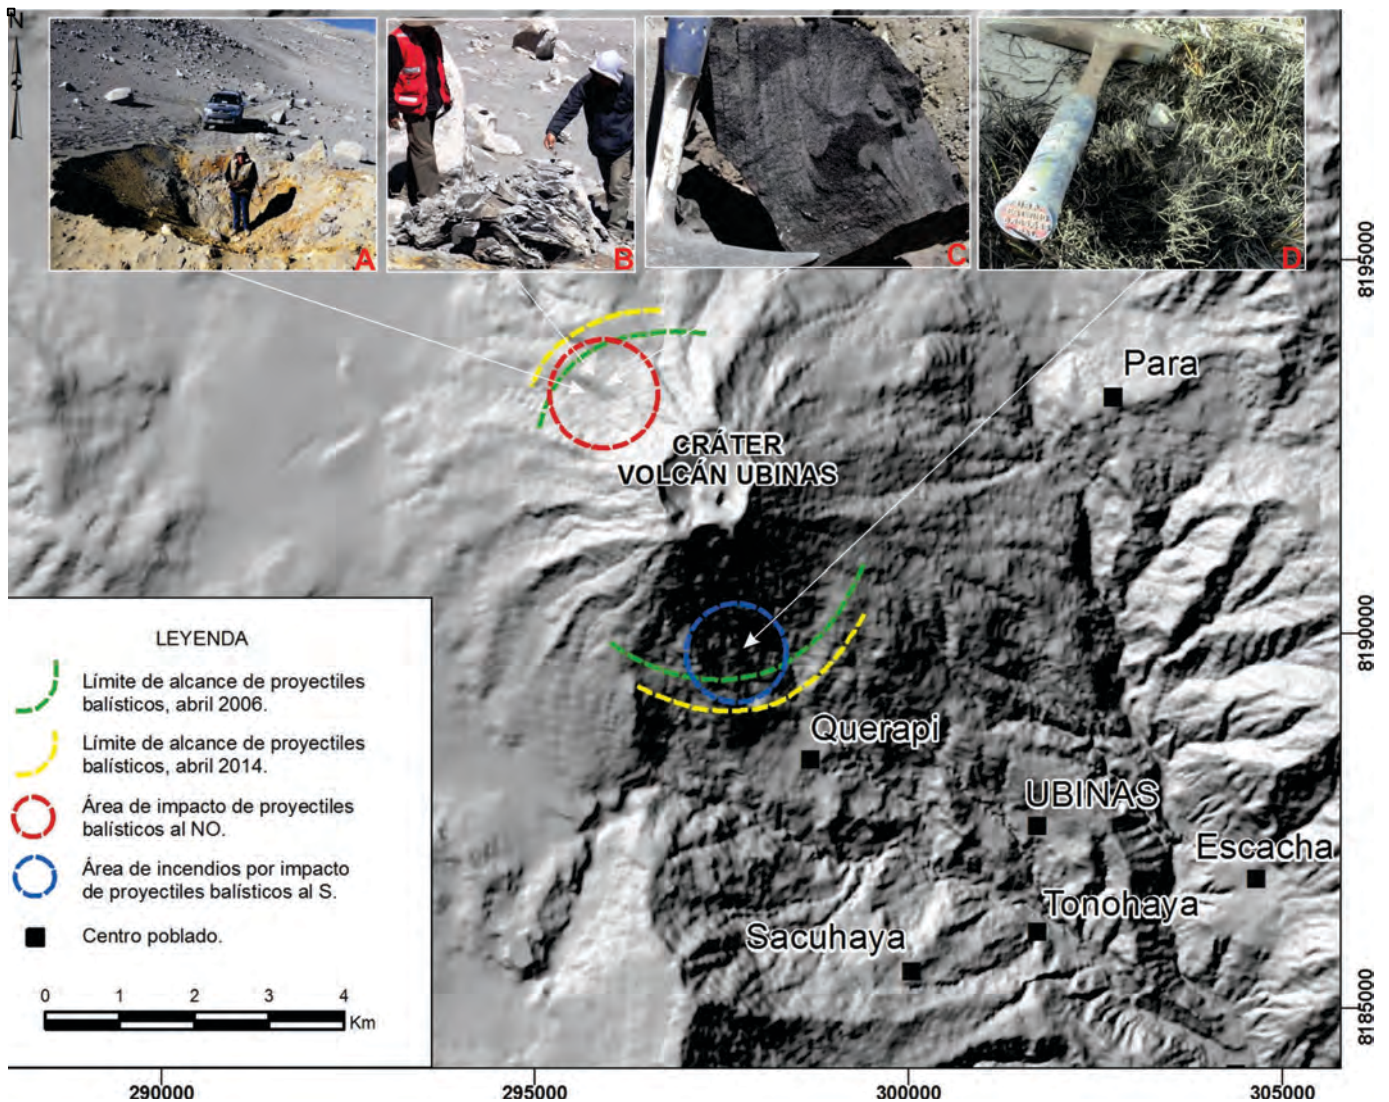 N
A
B
C
D
8195000
Para
CRÁTER
VOLCÁN UBINAS
8190000
Querapi
UBINAS
Escacha
Tonohaya
Sacuhaya
8185000
LEYENDA
Límite de alcance de proyectiles
balísticos, abril 2006.
Límite de alcance de proyectiles
balísticos, abril 2014.
Área de impacto de proyectiles
balísticos al NO.
Área de incendios por impacto
de proyectiles balísticos al S.
Centro poblado.
0 1 2 3 4
Km
290000 295000 300000 305000